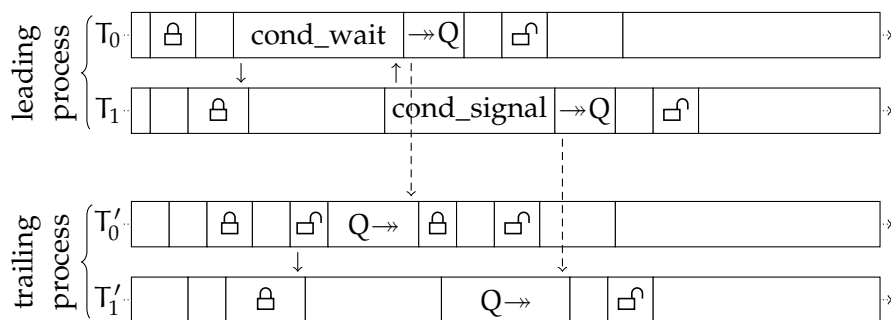 leading process
T₀ cond_wait ↠Q
↓ ↑
T₁ cond_signal ↠Q
trailing process
T′₀ Q↠
↓
T′₁ Q↠